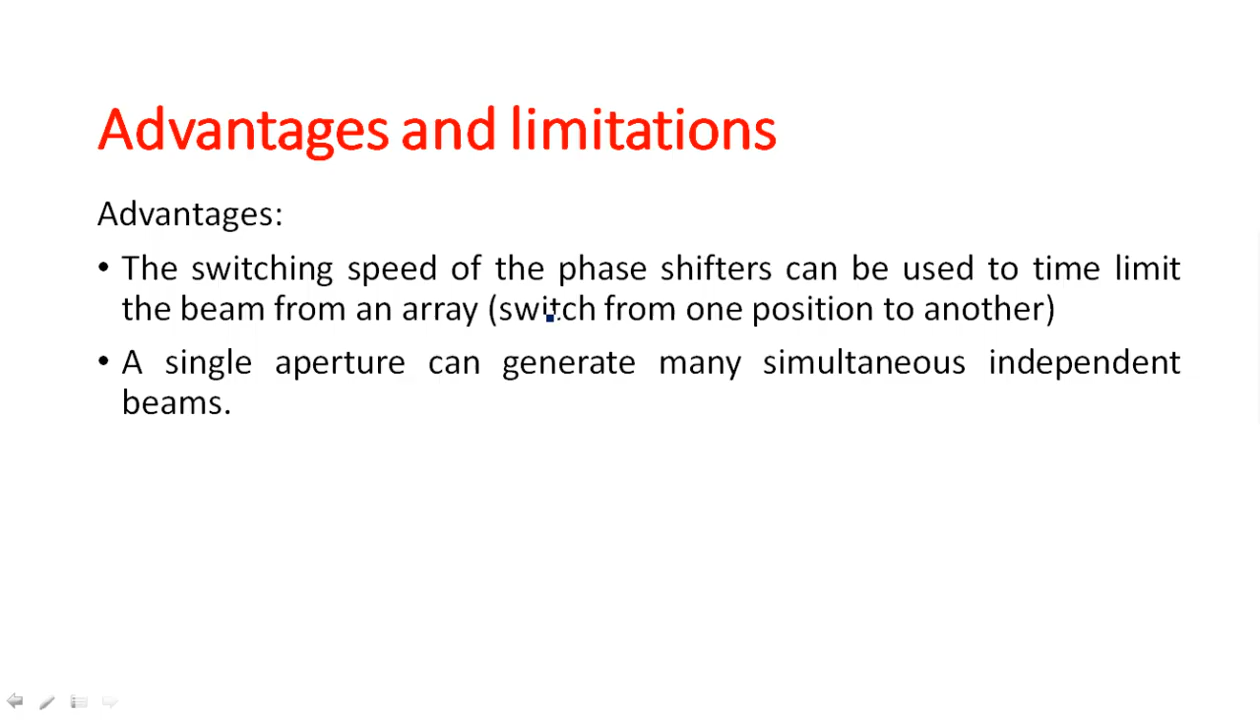 Advantages and limitations
Advantages:
• The switching speed of the phase shifters can be used to time limit
the beam from an array (switch from one position to another)
• A single aperture can generate many simultaneous independent
beams.